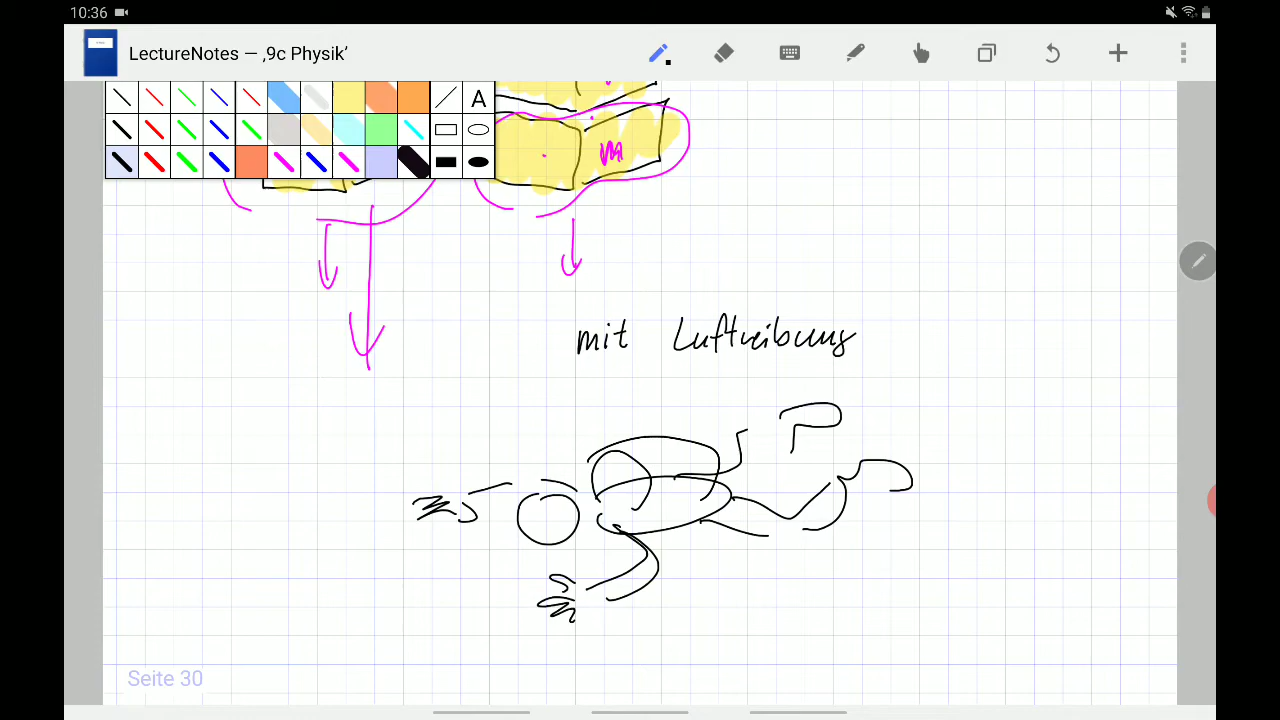 10:36
LectureNotes — ‚9c Physik’
A
m
mit Luftreibung
Seite 30